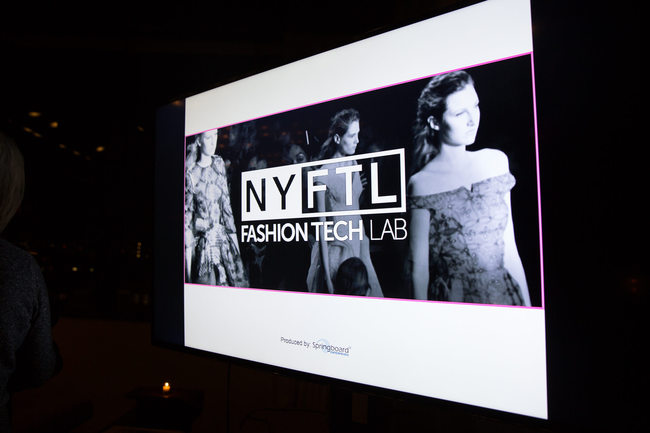 NYFTL
FASHION TECH LAB
Produced by: Springboard